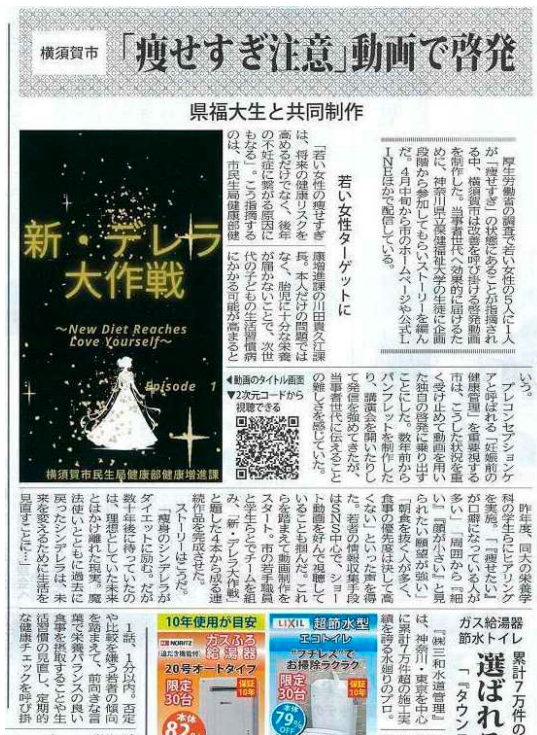 横須賀市
「痩せすぎ注意」動画で啓発
県福大生と共同制作
厚生労働省の調査で若い女性の5人に1人
が「痩せすぎ」の状態にあることが指摘され
る中、横須賀市は改善を呼び掛ける啓発動画
を制作した。当事者世代へ効果的に届けるた
めに、神奈川県立保健福祉大学の生徒に企画
段階から参加してもらいストーリーを編ん
だ。4月中旬から市のホームページや公式L
INEほかで配信している。
若い女性ターゲットに
「若い女性の痩せすぎ
は、将来の健康リスクを
高めるだけでなく、後年
の不妊症に繋がる原因に
もなる」。こう指摘する
のは、市民生局健康部健
康増進課の川田貴久江課
長。本人だけの問題では
なく、胎児に十分な栄養
が届かないことで、次世
代の子どもの生活習慣病
にかかる可能が高まると
いう。
プレコンセプションケ
アと呼ばれる「妊娠前の
健康管理」を重要視する
市は、こうした状況を重
く受け止めて動画を用い
た独自の啓発に乗り出す
ことにした。数年前から
パンフレットを制作した
り、講演会を開いたりし
て発信を強めてきたが、
当事者世代に伝えること
の難しさを感じていた。
新・デレラ
大作戦
～New Diet Reaches
Love Yourself～
Episode 1
横須賀市民生局健康部健康増進課
◀動画のタイトル画面
▼2次元コードから
視聴できる
昨年度、同大の栄養学
科の学生らにヒアリング
を実施。「『痩せたい』
が口癖になっている人が
多い」「周囲から『細
い』『顔が小さい』と見
られたい願望が強い」
「朝食を抜く人が多く、
食事の優先度は決して高
くない」といった声を得
た。若者の情報収集手段
はSNS中心で、ショー
ト動画を好んで視聴して
いることも掴んだ。これ
らを踏まえて動画制作を
スタート。市の若手職員
と学生らとでチームを組
み、「新・デレラ大作戦」
と題した4本から成る連
続作品を完成させた。
ストーリーはこうだ。
「痩身のシンデレラが
ダイエットに励む。だが
数十年後に待っていたの
は、理想としていた未来
とはかけ離れた現実。魔
法使いとともに過去に
戻ったシンデレラは、未
来を変えるために生活を
見直すことに…」
1話、1分以内。否定
や比較を嫌う若者の傾向
を踏まえて、前向きな言
葉で栄養バランスの良い
食事を摂取することや生
活習慣の見直し、定期的
な健康チェックを呼び掛
10年使用が目安
NORITZ
追だき機能付
ガスふろ
給湯器
20号オートタイプ
限定
30台
保証
10年
本体
82
LIXIL
超節水型
エコトイレ
"フチレス"で
お掃除ラクラク
限定
30台
保証
10年
本体
79%
OFF
ガス給湯器
節水トイレ
累計7万件の
選ばれ
『㈱三和水道管理』
は、神奈川・東京を中心
に累計7万件超の施工実
績を誇る水廻りのプロ。
「『タウン